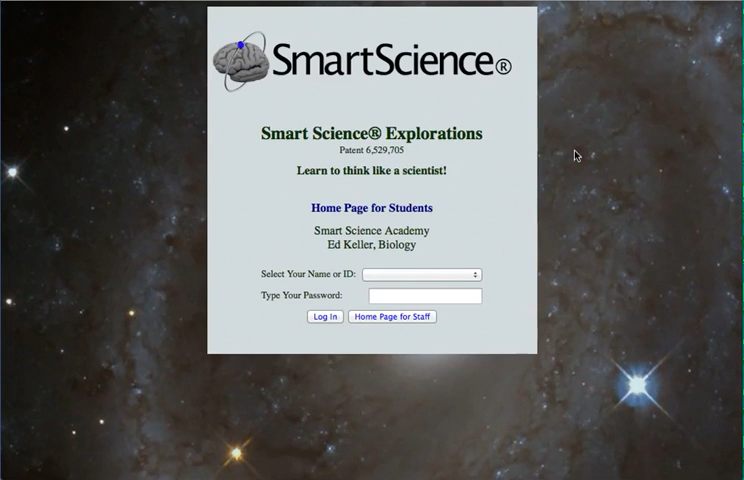 SmartScience®
Smart Science® Explorations
Patent 6,529,705
Learn to think like a scientist!
Home Page for Students
Smart Science Academy
Ed Keller, Biology
Select Your Name or ID:
Type Your Password:
Log In Home Page for Staff